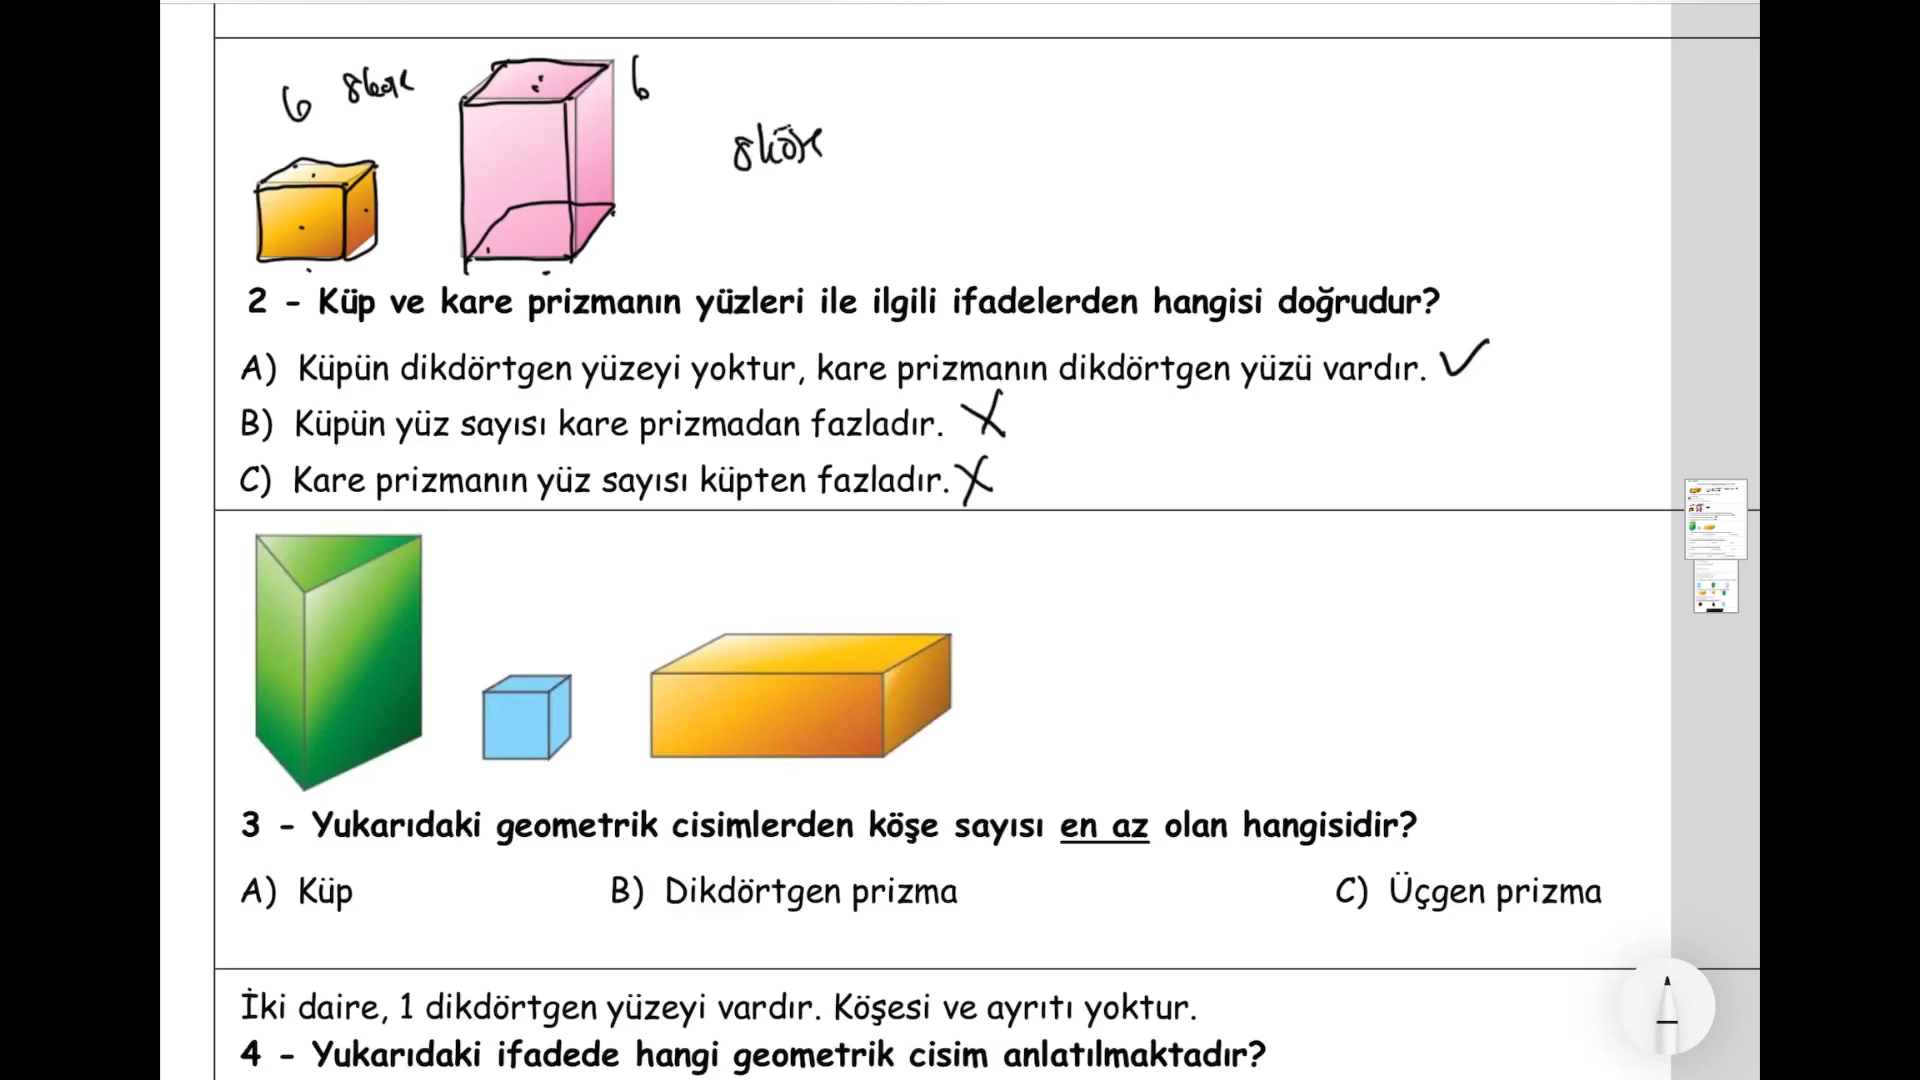 6 8köşe 6
8köşe
2 - Küp ve kare prizmanın yüzleri ile ilgili ifadelerden hangisi doğrudur?
A) Küpün dikdörtgen yüzeyi yoktur, kare prizmanın dikdörtgen yüzü vardır.
B) Küpün yüz sayısı kare prizmadan fazladır.
C) Kare prizmanın yüz sayısı küpten fazladır.
3 - Yukarıdaki geometrik cisimlerden köşe sayısı en az olan hangisidir?
A) Küp B) Dikdörtgen prizma C) Üçgen prizma
İki daire, 1 dikdörtgen yüzeyi vardır. Köşesi ve ayrıtı yoktur.
4 - Yukarıdaki ifadede hangi geometrik cisim anlatılmaktadır?